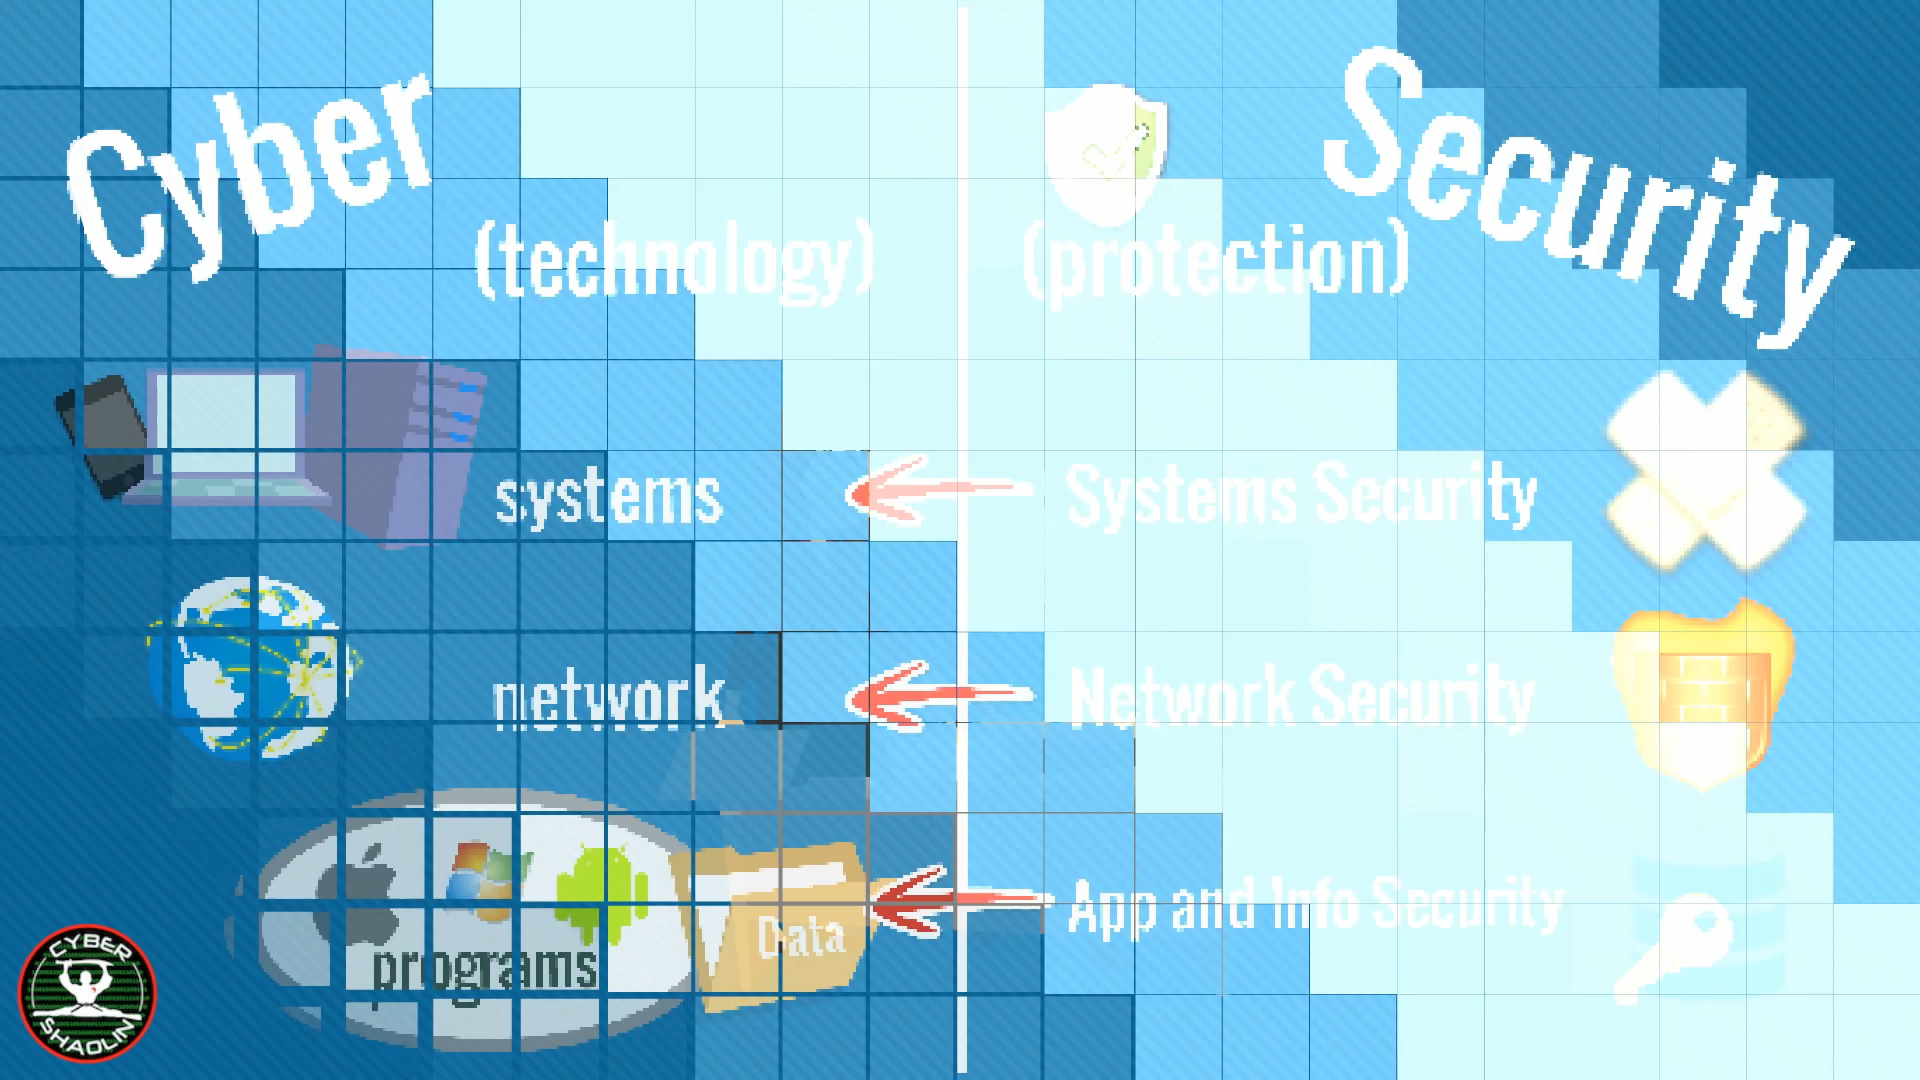 Cyber
Security
(technology)
(protection)
systems
Systems Security
network
Network Security
App and Info Security
Data
programs
CYBER
SHAOLIN